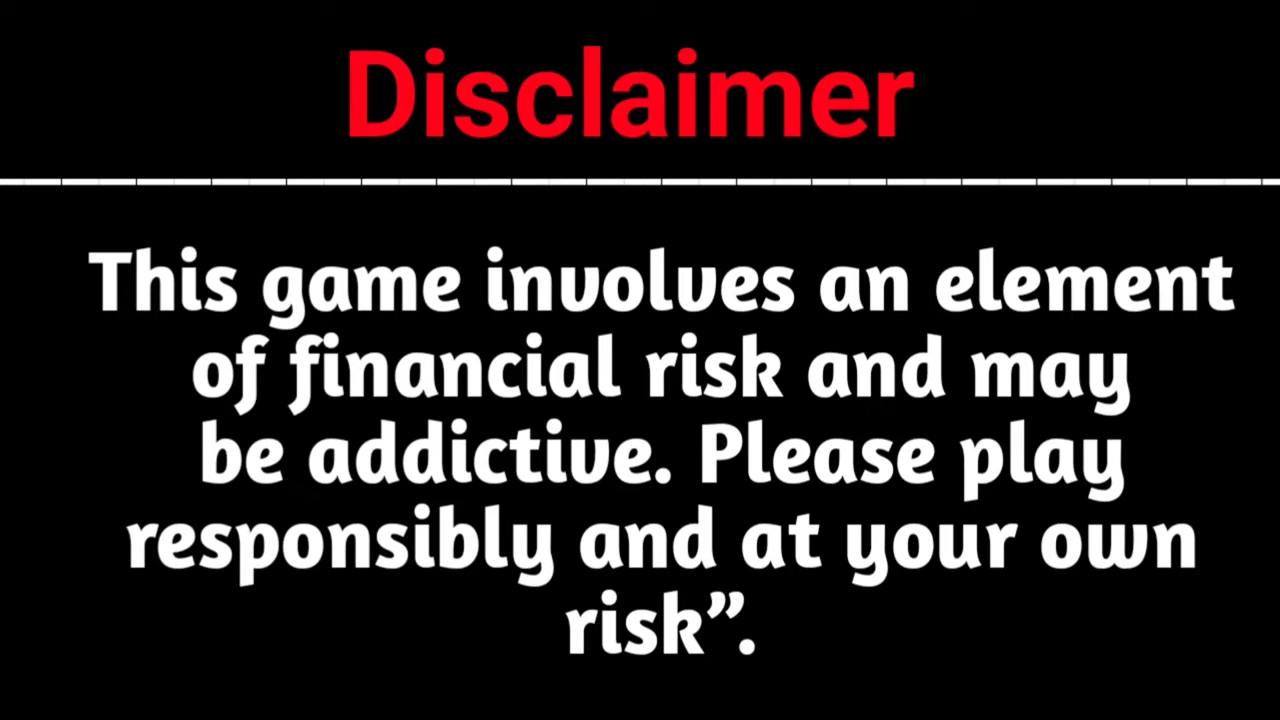 Disclaimer
This game involves an element
of financial risk and may
be addictive. Please play
responsibly and at your own
risk”.